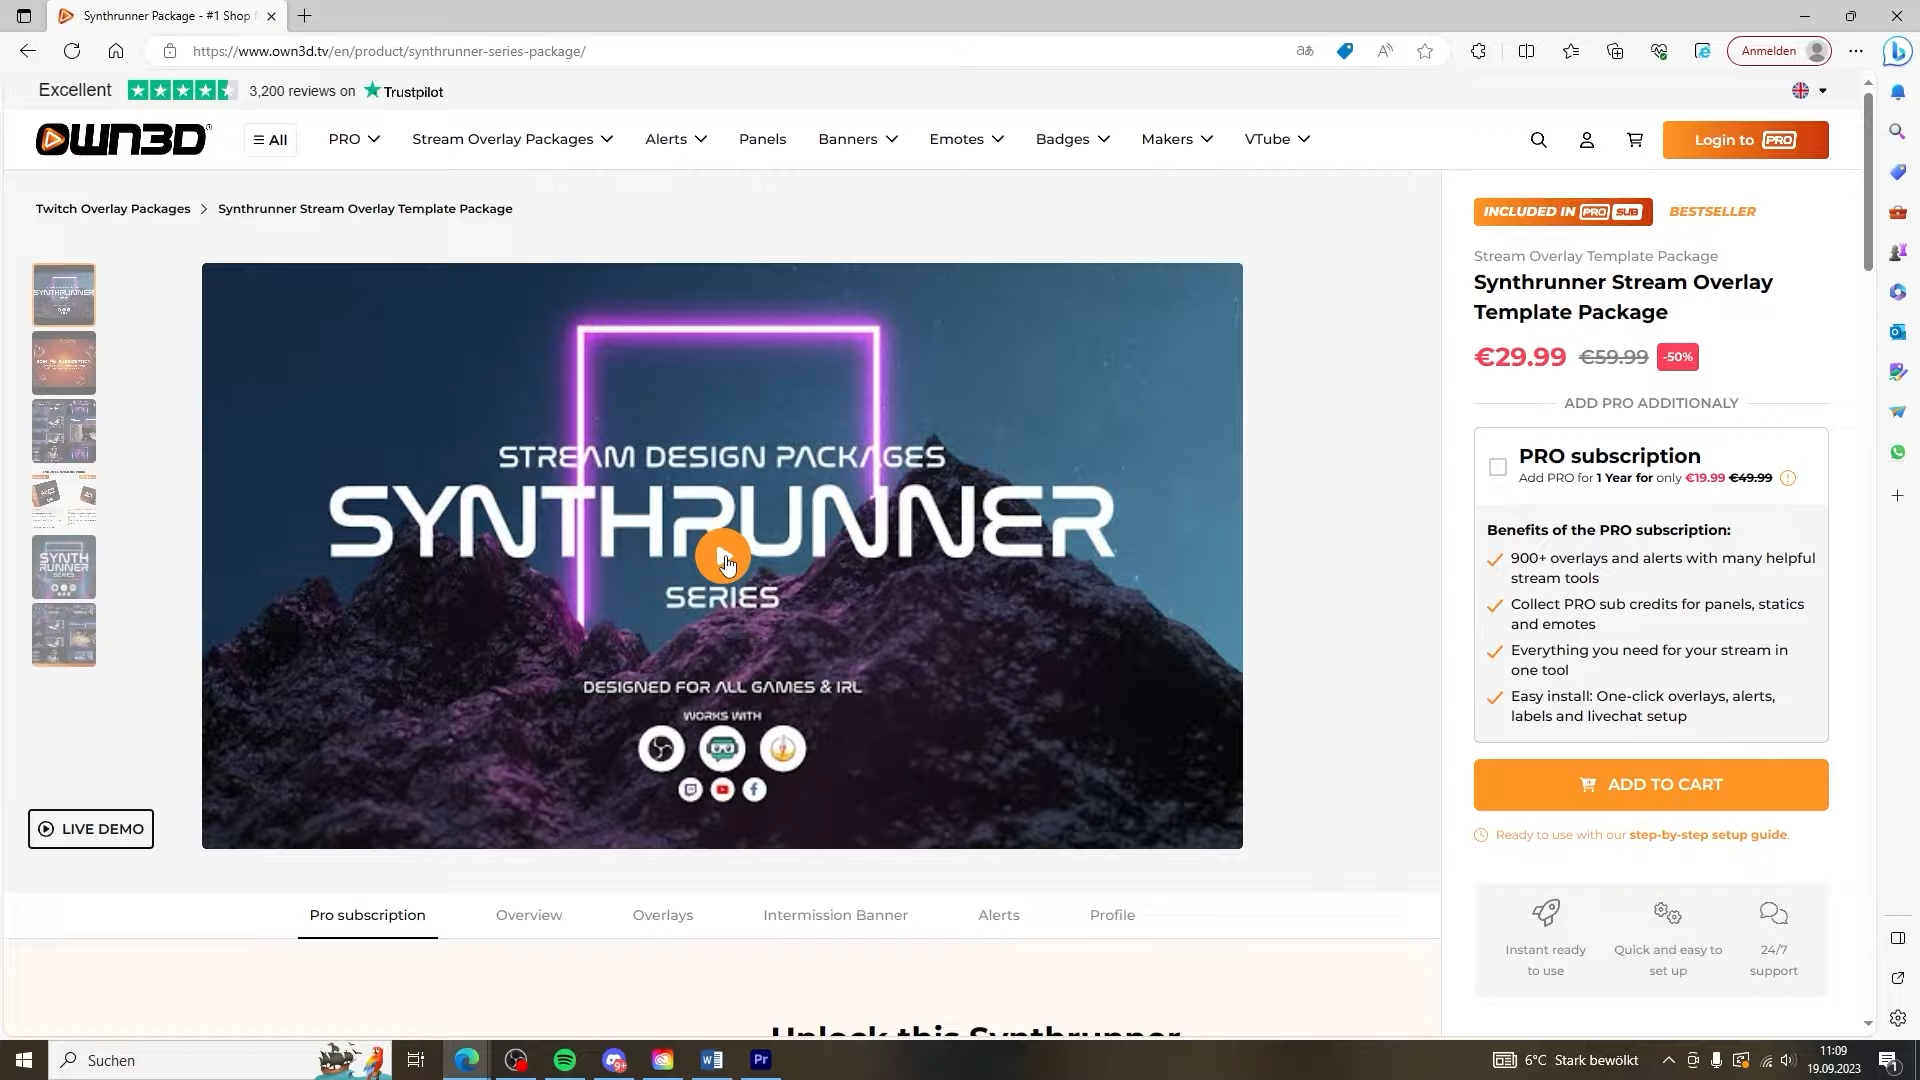 Synthrunner Package - #1 Shop
https://www.own3d.tv/en/product/synthrunner-series-package/
Anmelden
Excellent
3,200 reviews on Trustpilot
OWN3D
All
PRO
Stream Overlay Packages
Alerts
Panels
Banners
Emotes
Badges
Makers
VTube
Login to PRO
Twitch Overlay Packages > Synthrunner Stream Overlay Template Package
STREAM DESIGN PACKAGES
SYNTHRUNNER
SERIES
DESIGNED FOR ALL GAMES & IRL
WORKS WITH
LIVE DEMO
INCLUDED IN PRO SUB
BESTSELLER
Stream Overlay Template Package
Synthrunner Stream Overlay
Template Package
€29.99 €59.99 -50%
ADD PRO ADDITIONALY
PRO subscription
Add PRO for 1 Year for only €19.99 €49.99
Benefits of the PRO subscription:
900+ overlays and alerts with many helpful
stream tools
Collect PRO sub credits for panels, statics
and emotes
Everything you need for your stream in
one tool
Easy install: One-click overlays, alerts,
labels and livechat setup
ADD TO CART
Ready to use with our step-by-step setup guide.
Instant ready
to use
Quick and easy to
set up
24/7
support
Pro subscription
Overview
Overlays
Intermission Banner
Alerts
Profile
Unlock this Synthrunner
Suchen
9+
Pr
6°C Stark bewölkt
11:09
19.09.2023
1